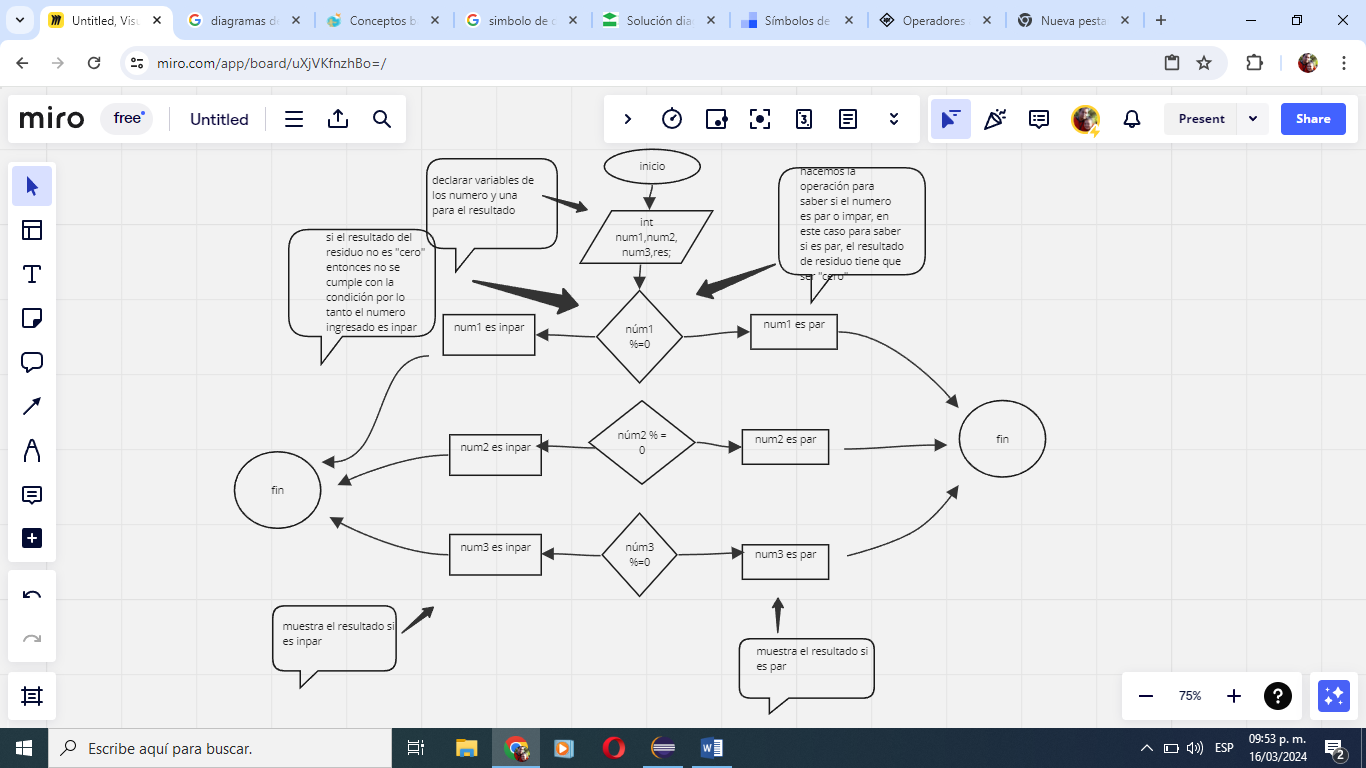 Untitled, Vis
diagramas d
Conceptos b
simbolo de c
Solución dia
Símbolos de
Operadores
Nueva pesta
miro.com/app/board/uXjVKfnzhBo=/
miro
free
Untitled
3
Present
Share
inicio
declarar variables de
los numero y una
para el resultado
int
num1,num2,
num3,res;
hacemos la
operación para
saber si el numero
es par o impar, en
este caso para saber
si es par, el resultado
de residuo tiene que
ser "cero"
si el resultado del
residuo no es "cero"
entonces no se
cumple con la
condición por lo
tanto el numero
ingresado es inpar
num1 es inpar
núm1
%=0
num1 es par
num2 es inpar
núm2 % =
0
num2 es par
fin
fin
num3 es inpar
núm3
%=0
num3 es par
muestra el resultado si
es inpar
muestra el resultado si
es par
75%
?
Escribe aquí para buscar.
W
ESP
09:53 p. m.
16/03/2024
2